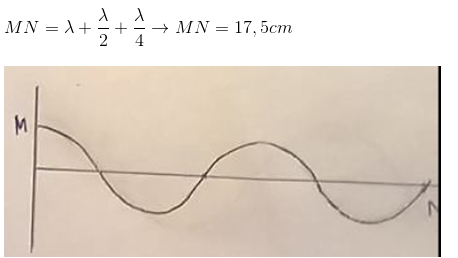 MN = λ + λ/2 + λ/4 → MN = 17,5cm
M
N